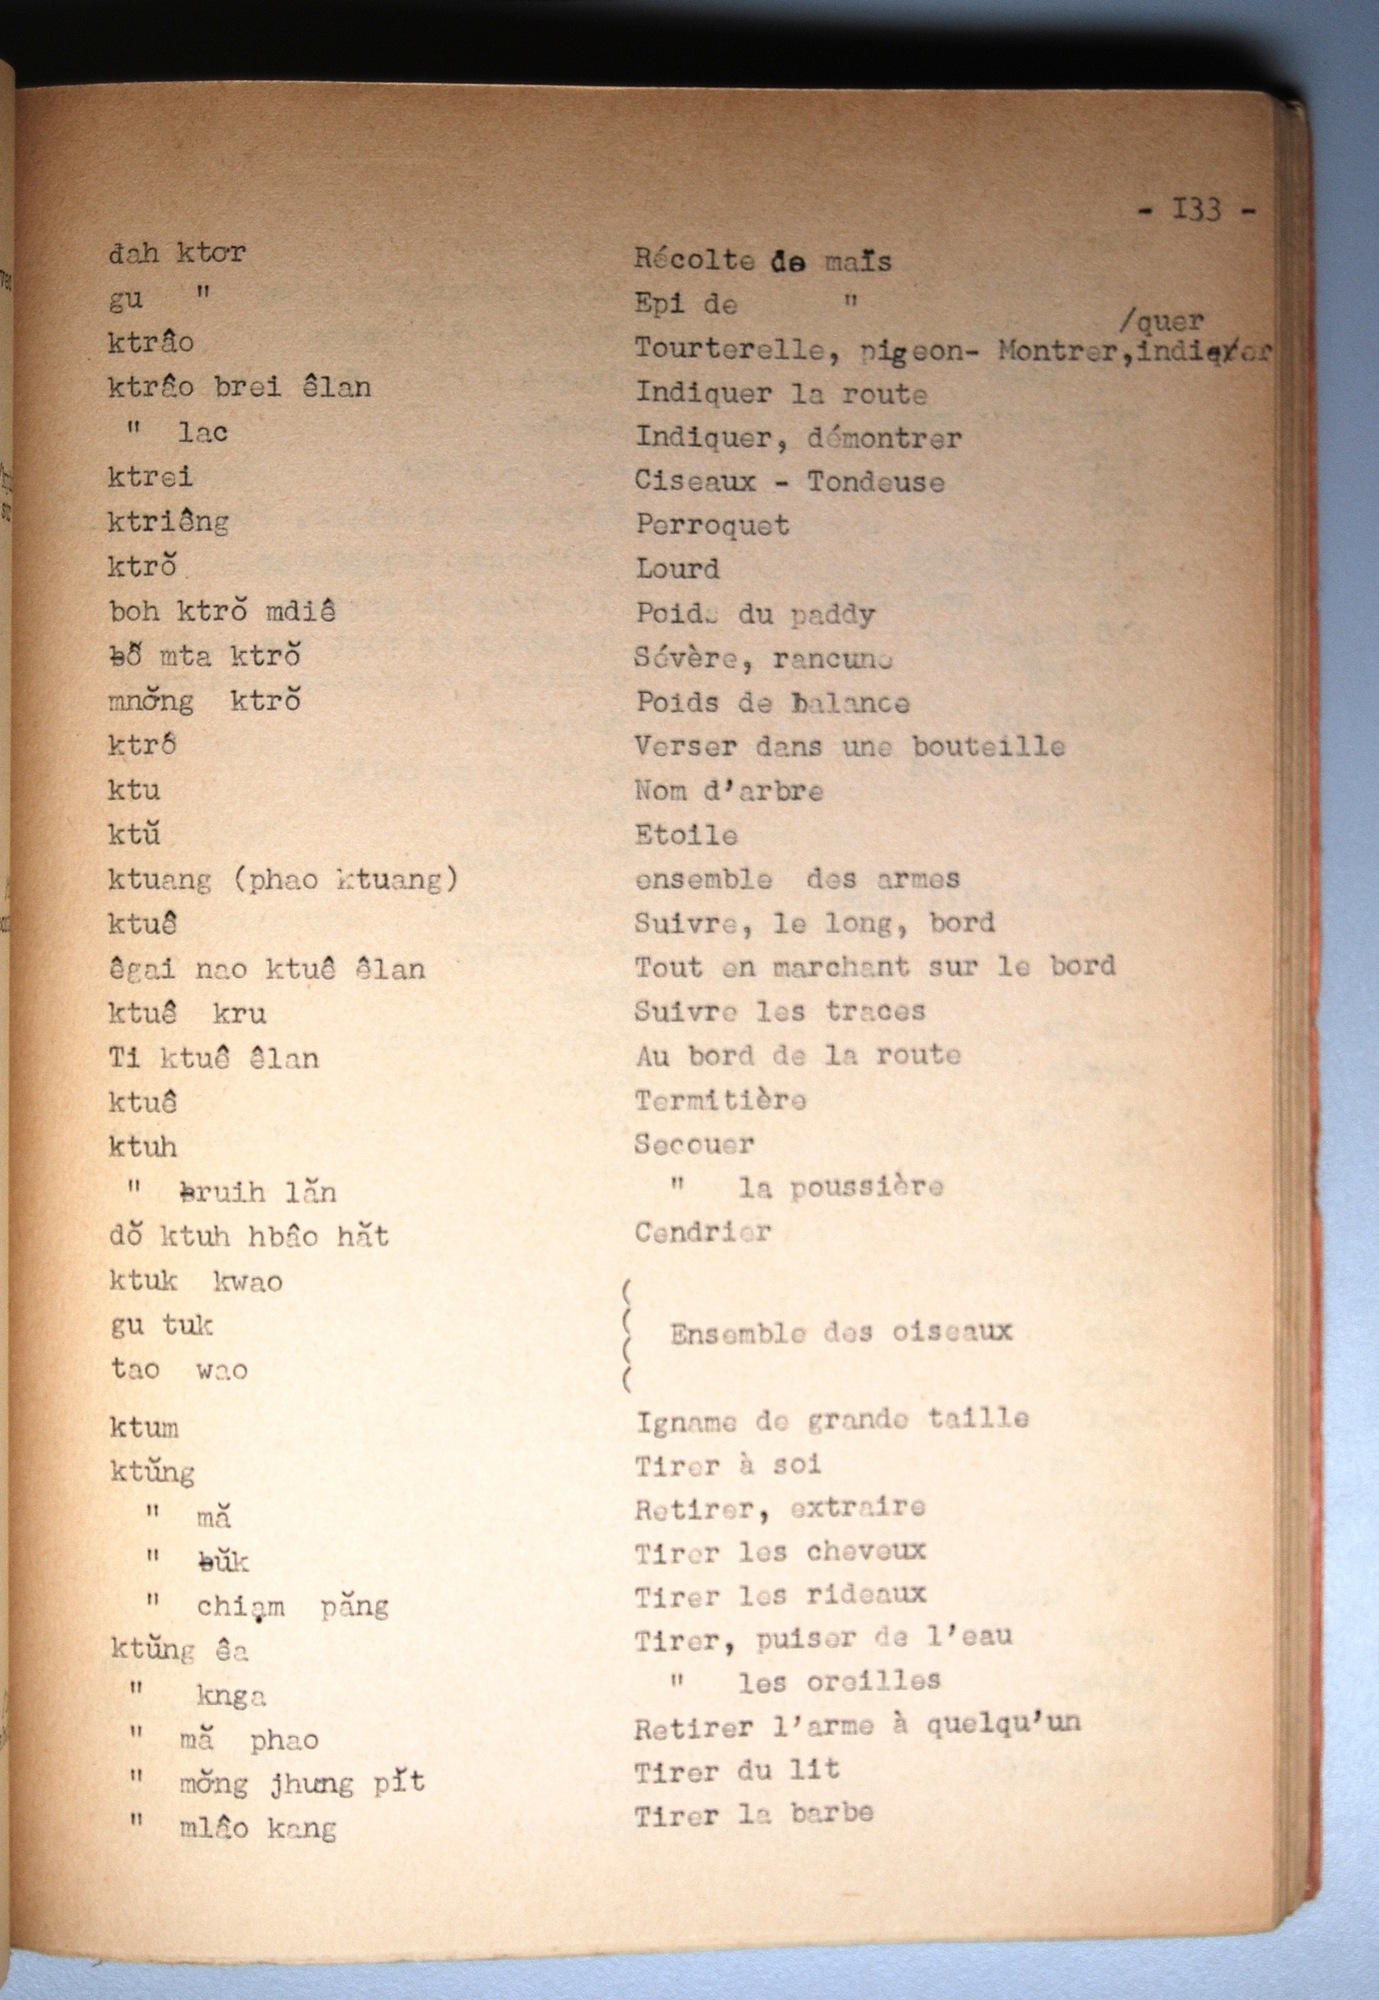 - I33 -
đah ktơr Récolte de maïs
gu " Epi de "
/quer
ktrâo Tourterelle, pigeon- Montrer,indiqxer
ktrâo brei êlan Indiquer la route
" lac Indiquer, démontrer
ktrei Ciseaux - Tondeuse
ktriêng Perroquet
ktrŏ Lourd
boh ktrŏ mdiê Poids du paddy
ƀŏ̂ mta ktrŏ Sévère, rancune
mnơ̆ng ktrŏ Poids de balance
ktrô Verser dans une bouteille
ktu Nom d'arbre
ktŭ Etoile
ktuang (phao ktuang) ensemble des armes
ktuê Suivre, le long, bord
êgai nao ktuê êlan Tout en marchant sur le bord
ktuê kru Suivre les traces
Ti ktuê êlan Au bord de la route
ktuê Termitière
ktuh Secouer
" ƀruih lăn " la poussière
dŏ ktuh hbâo hăt Cendrier
ktuk kwao
gu tuk Ensemble des oiseaux
tao wao
ktum Igname de grande taille
ktŭng Tirer à soi
" mă Retirer, extraire
" ƀŭk Tirer les cheveux
" chiạm păng Tirer les rideaux
ktŭng êa Tirer, puiser de l'eau
" knga " les oreilles
" mă phao Retirer l'arme à quelqu'un
" mơ̆ng jhưng pĭt Tirer du lit
" mlâo kang Tirer la barbe